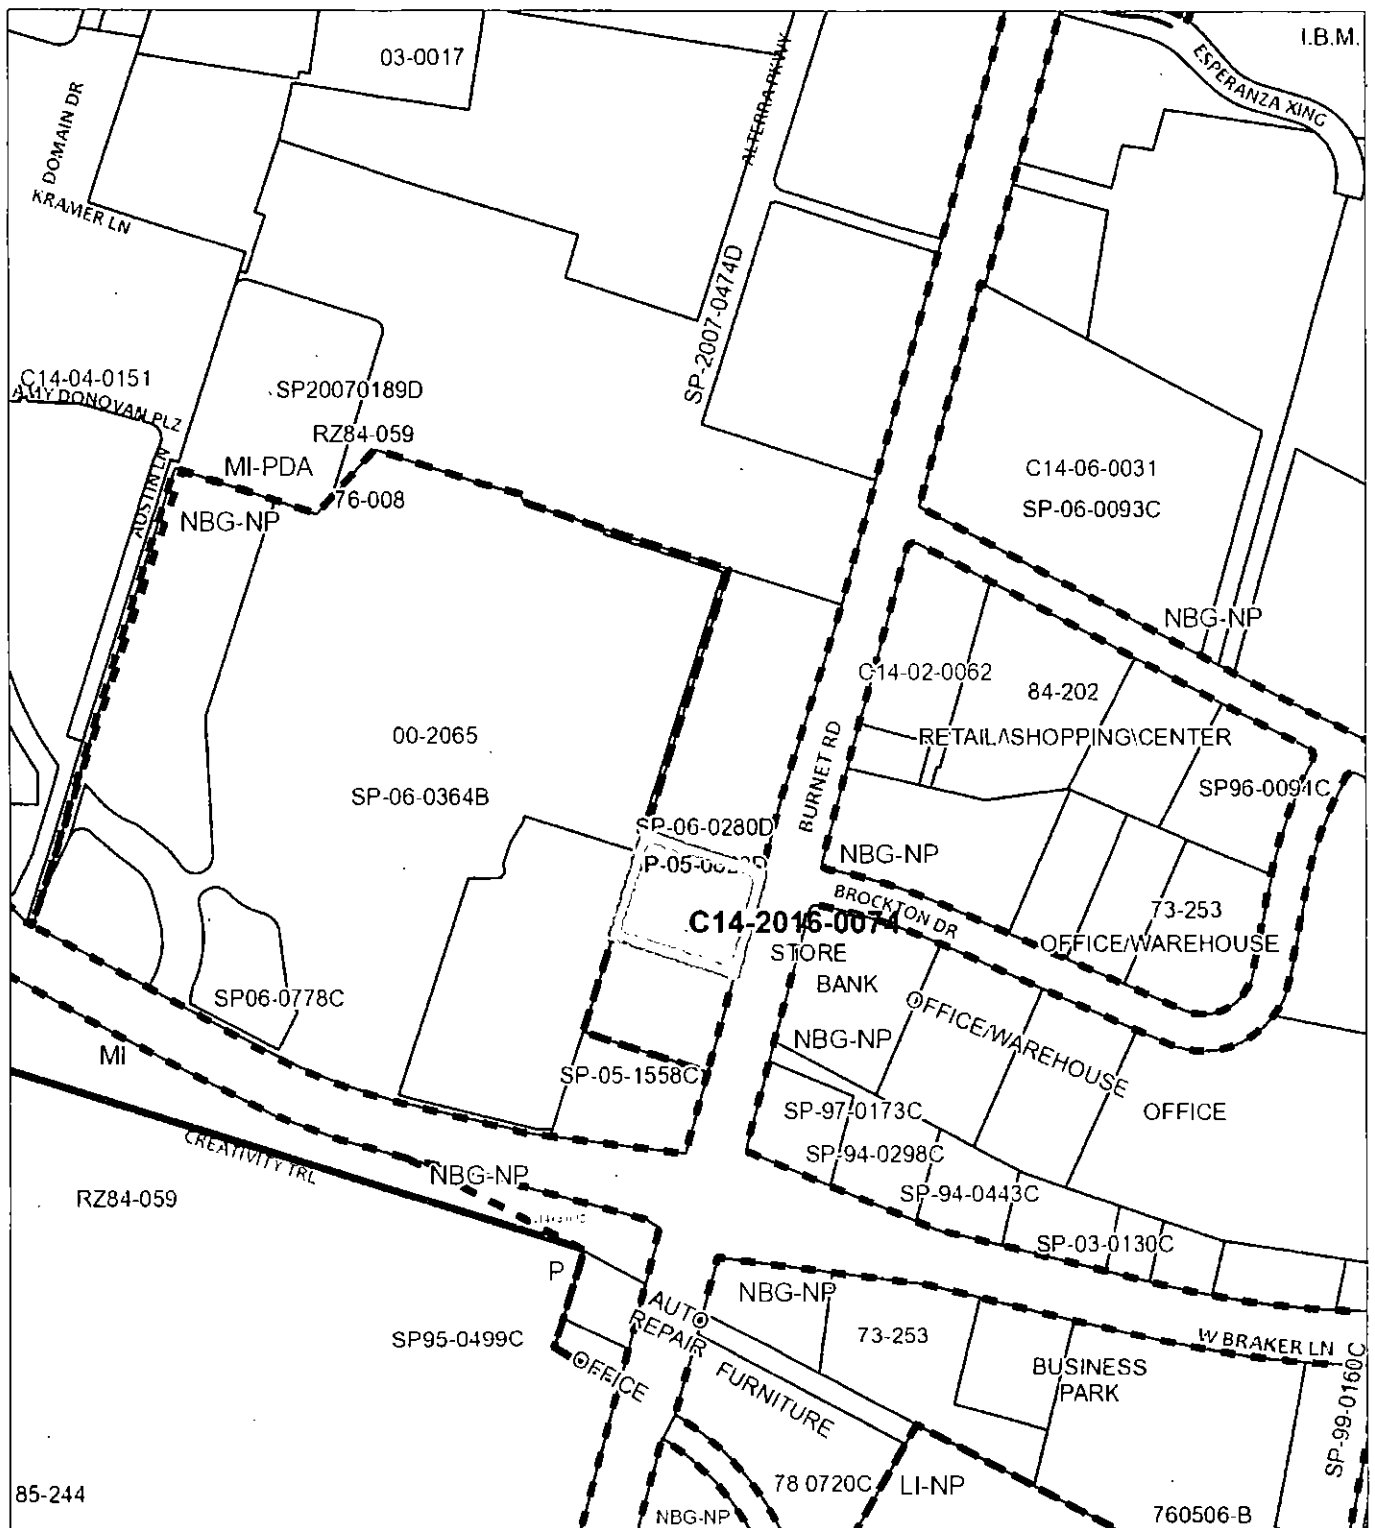 I.B.M.
03-0017
ESPERANZA XING
ALTERRA PKWY
DOMAIN DR
KRAMER LN
SP-2007-0474D
C14-04-0151
AMY DONOVAN PLZ
SP20070189D
RZ84-059
MI-PDA
76-008
AUSTIN LN
NBG-NP
C14-06-0031
SP-06-0093C
NBG-NP
C14-02-0062
84-202
RETAIL/SHOPPING\CENTER
00-2065
BURNET RD
SP-06-0364B
SP96-0094C
SP-06-0280D
NBG-NP
BROCKTON DR
C14-2016-0074
73-253
OFFICE/WAREHOUSE
STORE
BANK
SP06-0778C
OFFICE/WAREHOUSE
NBG-NP
MI
SP-05-1558C
SP-97-0173C
OFFICE
SP-94-0298C
CREATIVITY TRL
NBG-NP
SP-94-0443C
RZ84-059
SP-03-0130C
P
NBG-NP
AUTO
REPAIR
SP95-0499C
73-253
W BRAKER LN
OFFICE
FURNITURE
BUSINESS
PARK
SP-99-0160C
78 0720C
LI-NP
85-244
NBG-NP
760506-B